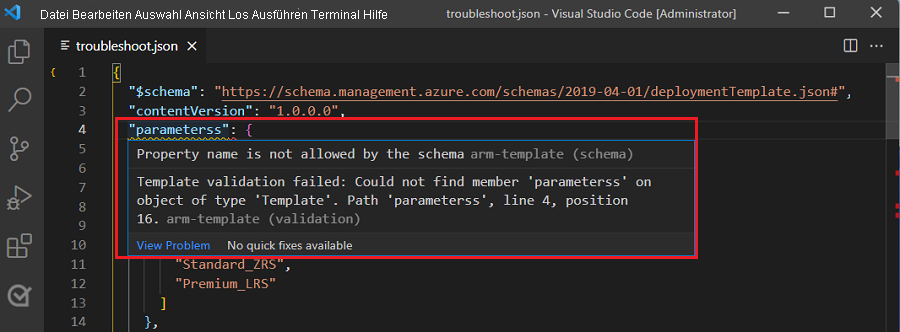 Datei Bearbeiten Auswahl Ansicht Los Ausführen Terminal Hilfe troubleshoot.json - Visual Studio Code [Administrator]
troubleshoot.json
{ 1 {
2 "$schema": "https://schema.management.azure.com/schemas/2019-04-01/deploymentTemplate.json#",
3 "contentVersion": "1.0.0.0",
4 "parameterss": {
5 Property name is not allowed by the schema arm-template (schema)
6
7 Template validation failed: Could not find member 'parameterss' on
object of type 'Template'. Path 'parameterss', line 4, position
8
9 16. arm-template (validation)
10 View Problem No quick fixes available
11 "Standard_ZRS",
12 "Premium_LRS"
13 ]
14 },